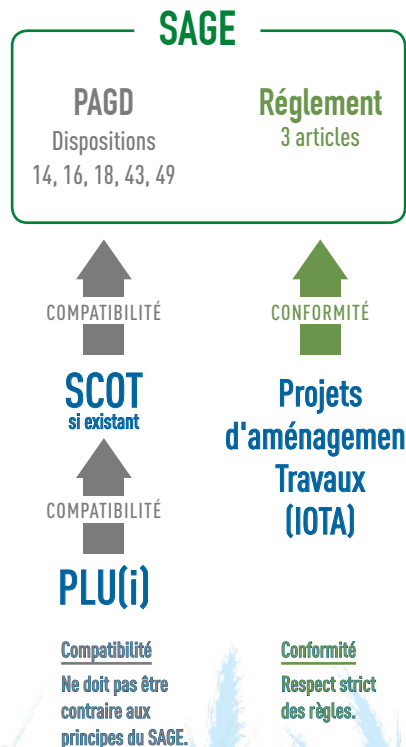 SAGE
PAGD
Dispositions
14, 16, 18, 43, 49
Réglement
3 articles
COMPATIBILITÉ
CONFORMITÉ
SCOT
si existant
Projets
d'aménagemen
Travaux
(IOTA)
COMPATIBILITÉ
PLU(i)
Compatibilité
Ne doit pas être
contraire aux
principes du SAGE.
Conformité
Respect strict
des règles.